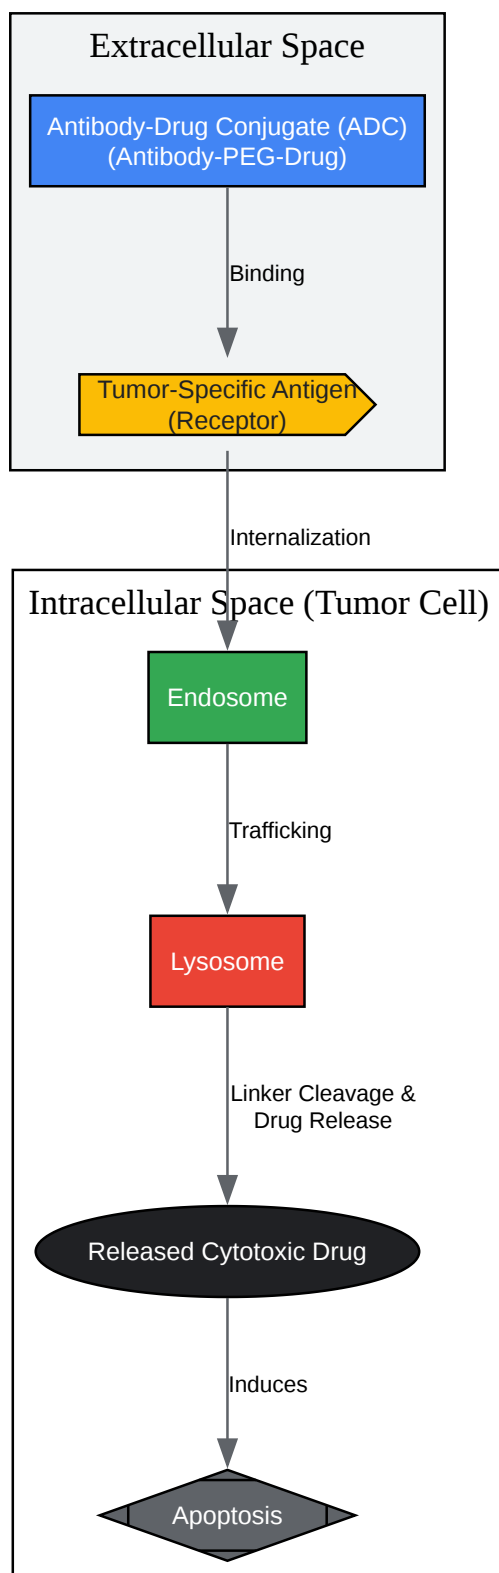 Extracellular Space
Antibody-Drug Conjugate (ADC)
(Antibody-PEG-Drug)
Binding
Tumor-Specific Antigen
(Receptor)
Internalization
Intracellular Space (Tumor Cell)
Endosome
Trafficking
Lysosome
Linker Cleavage &
Drug Release
Released Cytotoxic Drug
Induces
Apoptosis